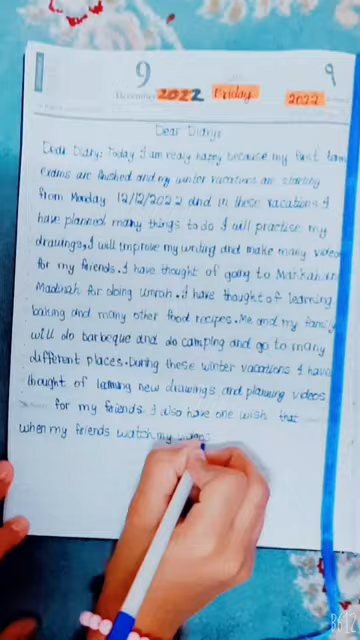 9
9
December 2022 Friday 2022
Dear Diary:
Dear Diary: Today I am really happy because my first term
exams are finished and my winter vacations are starting
from Monday 12/12/2022 and in these vacations I
have planned many things to do I will practise my
drawings. I will improve my writing and make many videos
for my friends. I have thought of going to Makkah and
Madinah for doing Umrah. I have thought of learning
baking and many other food recipes. Me and my family
will do barbeque and do camping and go to many
different places. During these winter vacations I have
thought of learning new drawings and planning videos
for my friends. I also have one wish that
when my friends watch my videos